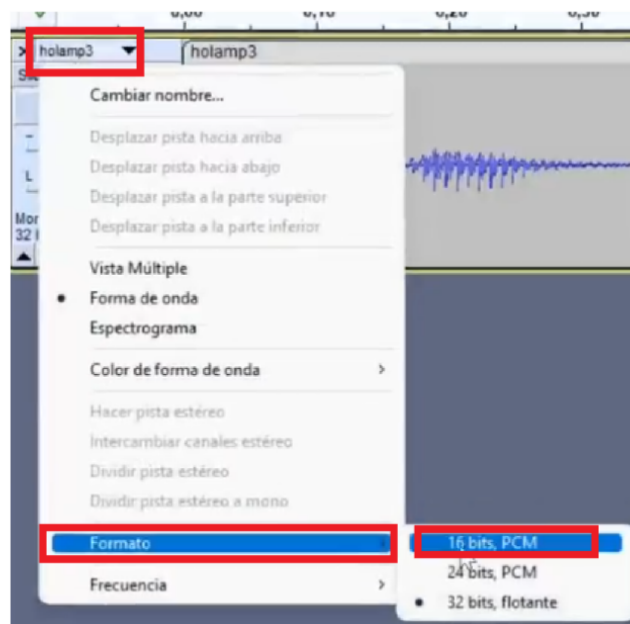 0,00 0,10 0,20 0,30
× holamp3 holamp3
Cambiar nombre...
Desplazar pista hacia arriba
Desplazar pista hacia abajo
L
Desplazar pista a la parte superior
Desplazar pista a la parte inferior
Vista Múltiple
Forma de onda
Espectrograma
Color de forma de onda
Hacer pista estéreo
Intercambiar canales estéreo
Dividir pista estéreo
Dividir pista estéreo a mono
Formato
16 bits, PCM
24 bits, PCM
Frecuencia
32 bits, flotante